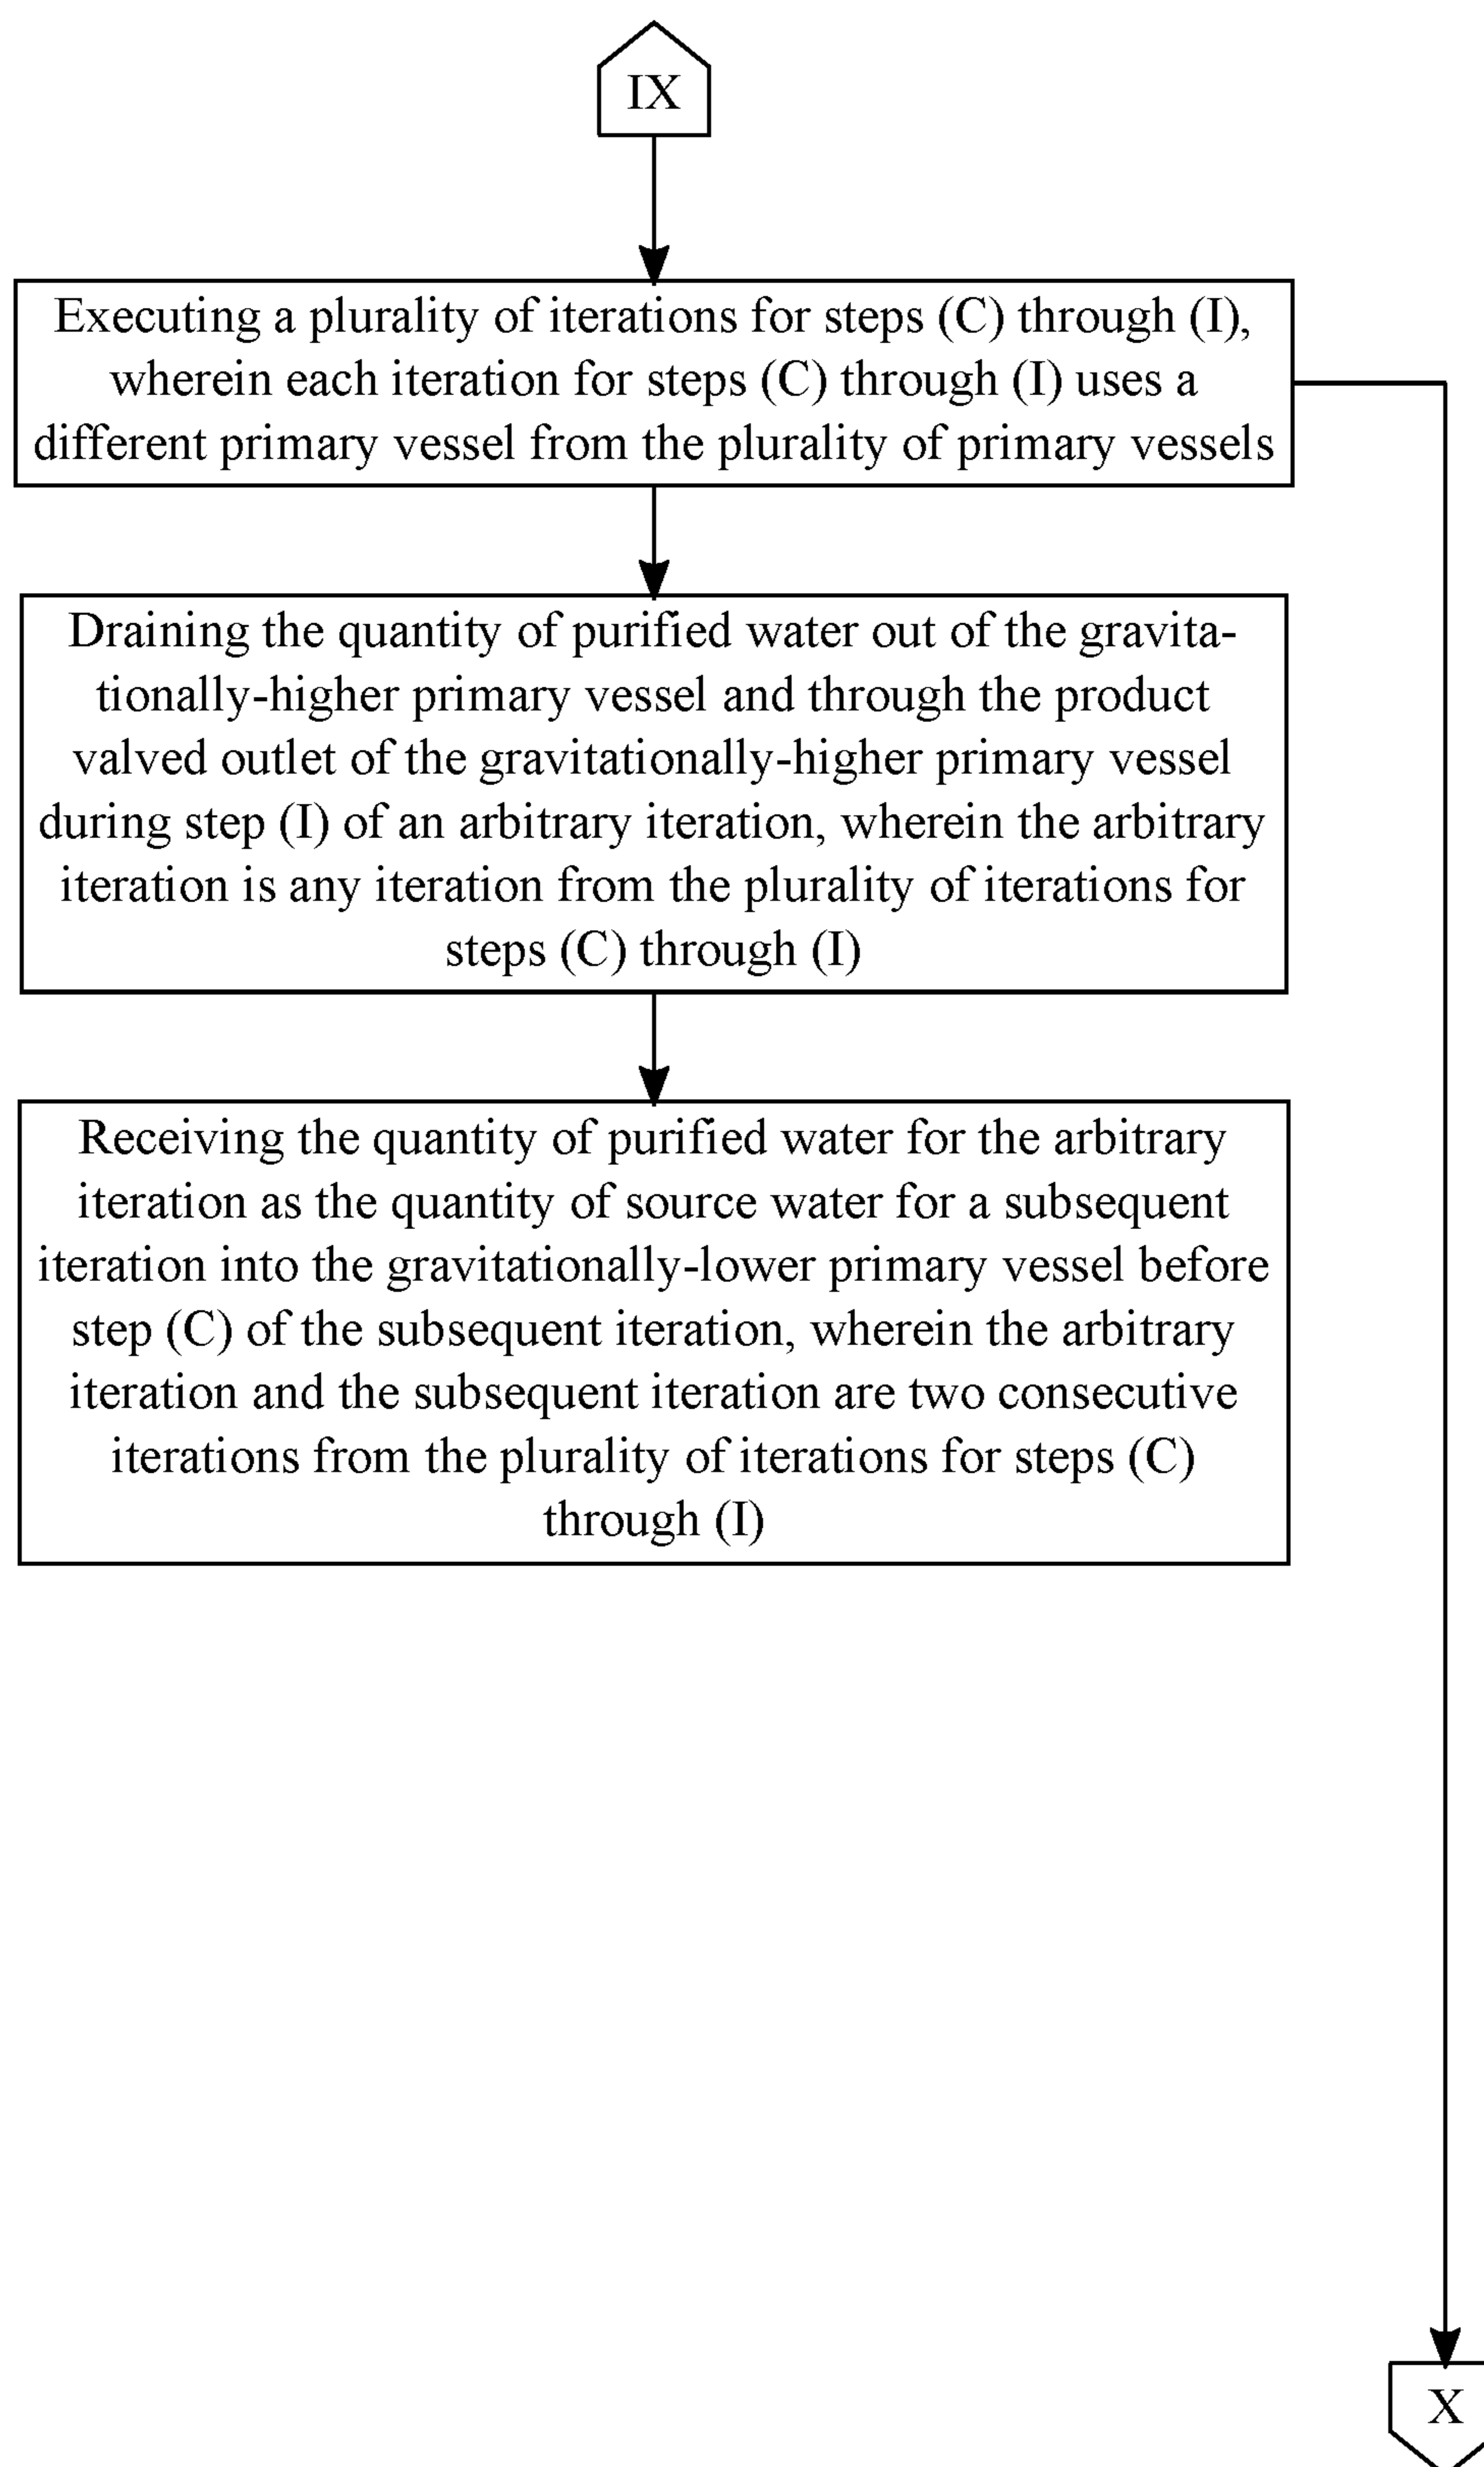 IX
Executing a plurality of iterations for steps (C) through (I),
wherein each iteration for steps (C) through (I) uses a
different primary vessel from the plurality of primary vessels
Draining the quantity of purified water out of the gravita-
tionally-higher primary vessel and through the product
valved outlet of the gravitationally-higher primary vessel
during step (I) of an arbitrary iteration, wherein the arbitrary
iteration is any iteration from the plurality of iterations for
steps (C) through (I)
Receiving the quantity of purified water for the arbitrary
iteration as the quantity of source water for a subsequent
iteration into the gravitationally-lower primary vessel before
step (C) of the subsequent iteration, wherein the arbitrary
iteration and the subsequent iteration are two consecutive
iterations from the plurality of iterations for steps (C)
through (I)
X